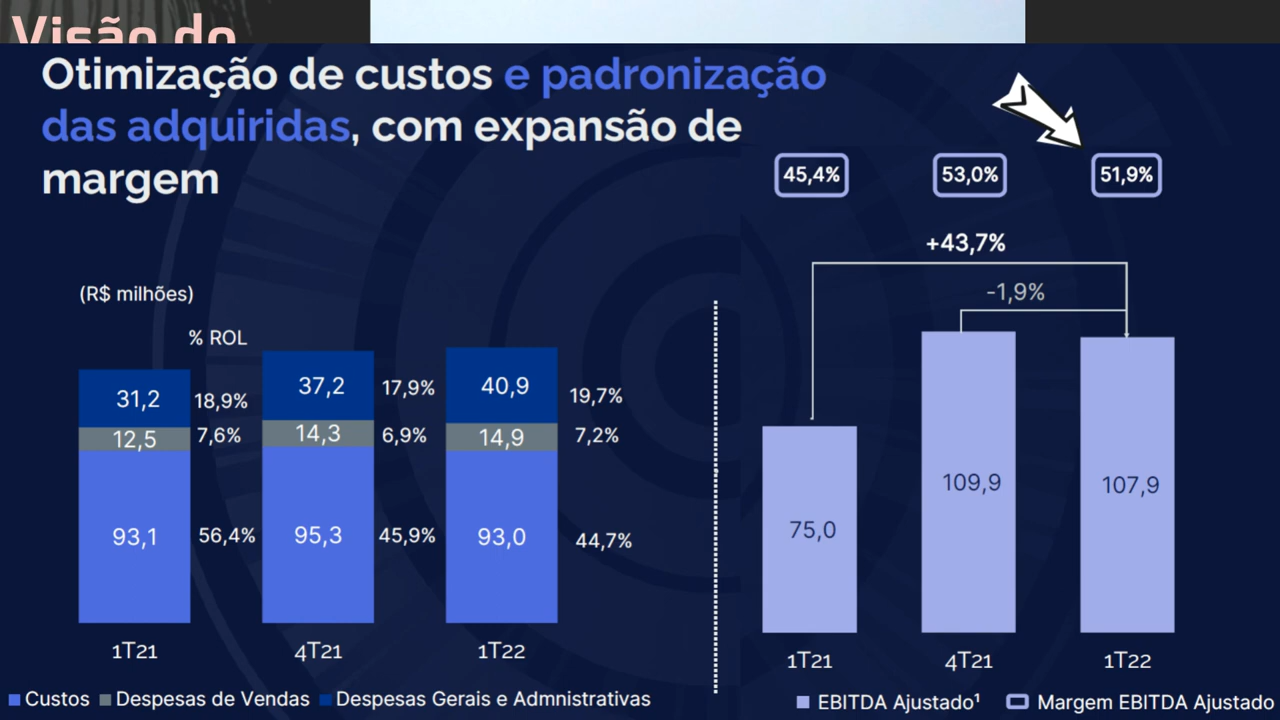 Visão do
Otimização de custos e padronização
das adquiridas, com expansão de
margem
(R$ milhões)
% ROL
31,2 18,9% 37,2 17,9% 40,9 19,7%
12,5 7,6% 14,3 6,9% 14,9 7,2%
93,1 56,4% 95,3 45,9% 93,0 44,7%
1T21 4T21 1T22
Custos Despesas de Vendas Despesas Gerais e Admnistrativas
45,4% 53,0% 51,9%
+43,7%
-1,9%
75,0 109,9 107,9
1T21 4T21 1T22
EBITDA Ajustado¹ Margem EBITDA Ajustado